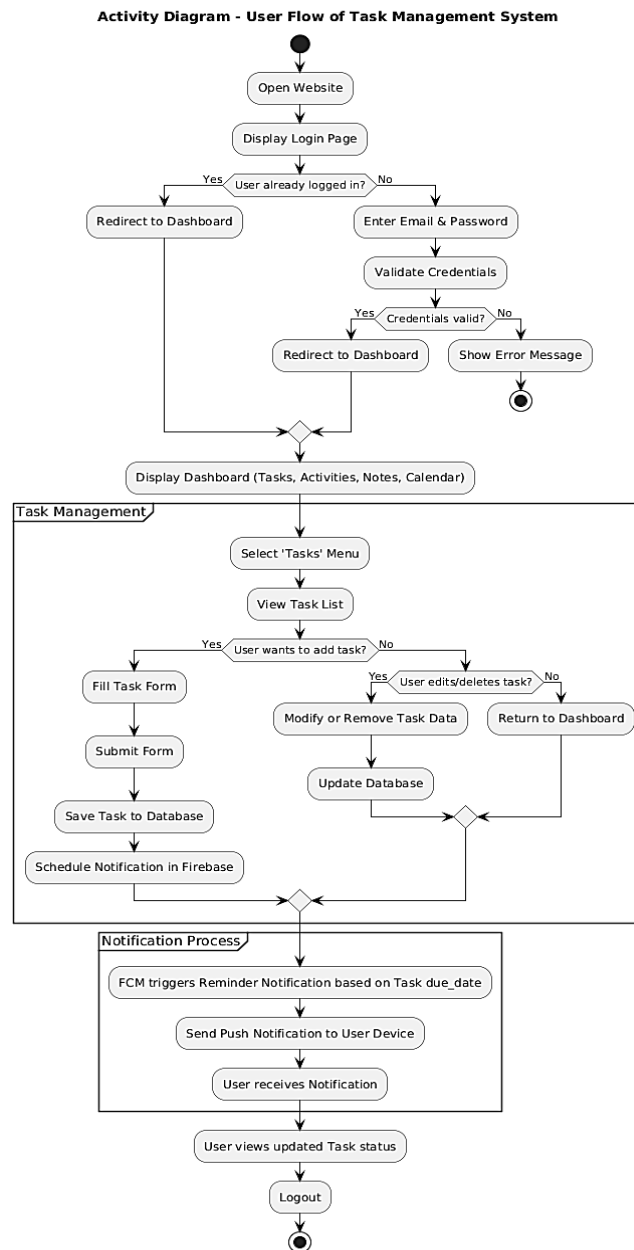 Activity Diagram - User Flow of Task Management System
Open Website
Display Login Page
Yes
User already logged in?
No
Redirect to Dashboard
Enter Email & Password
Validate Credentials
Yes
Credentials valid?
No
Redirect to Dashboard
Show Error Message
Display Dashboard (Tasks, Activities, Notes, Calendar)
Task Management
Select 'Tasks' Menu
View Task List
Yes
User wants to add task?
No
Fill Task Form
Yes
User edits/deletes task?
No
Modify or Remove Task Data
Return to Dashboard
Submit Form
Update Database
Save Task to Database
Schedule Notification in Firebase
Notification Process
FCM triggers Reminder Notification based on Task due_date
Send Push Notification to User Device
User receives Notification
User views updated Task status
Logout